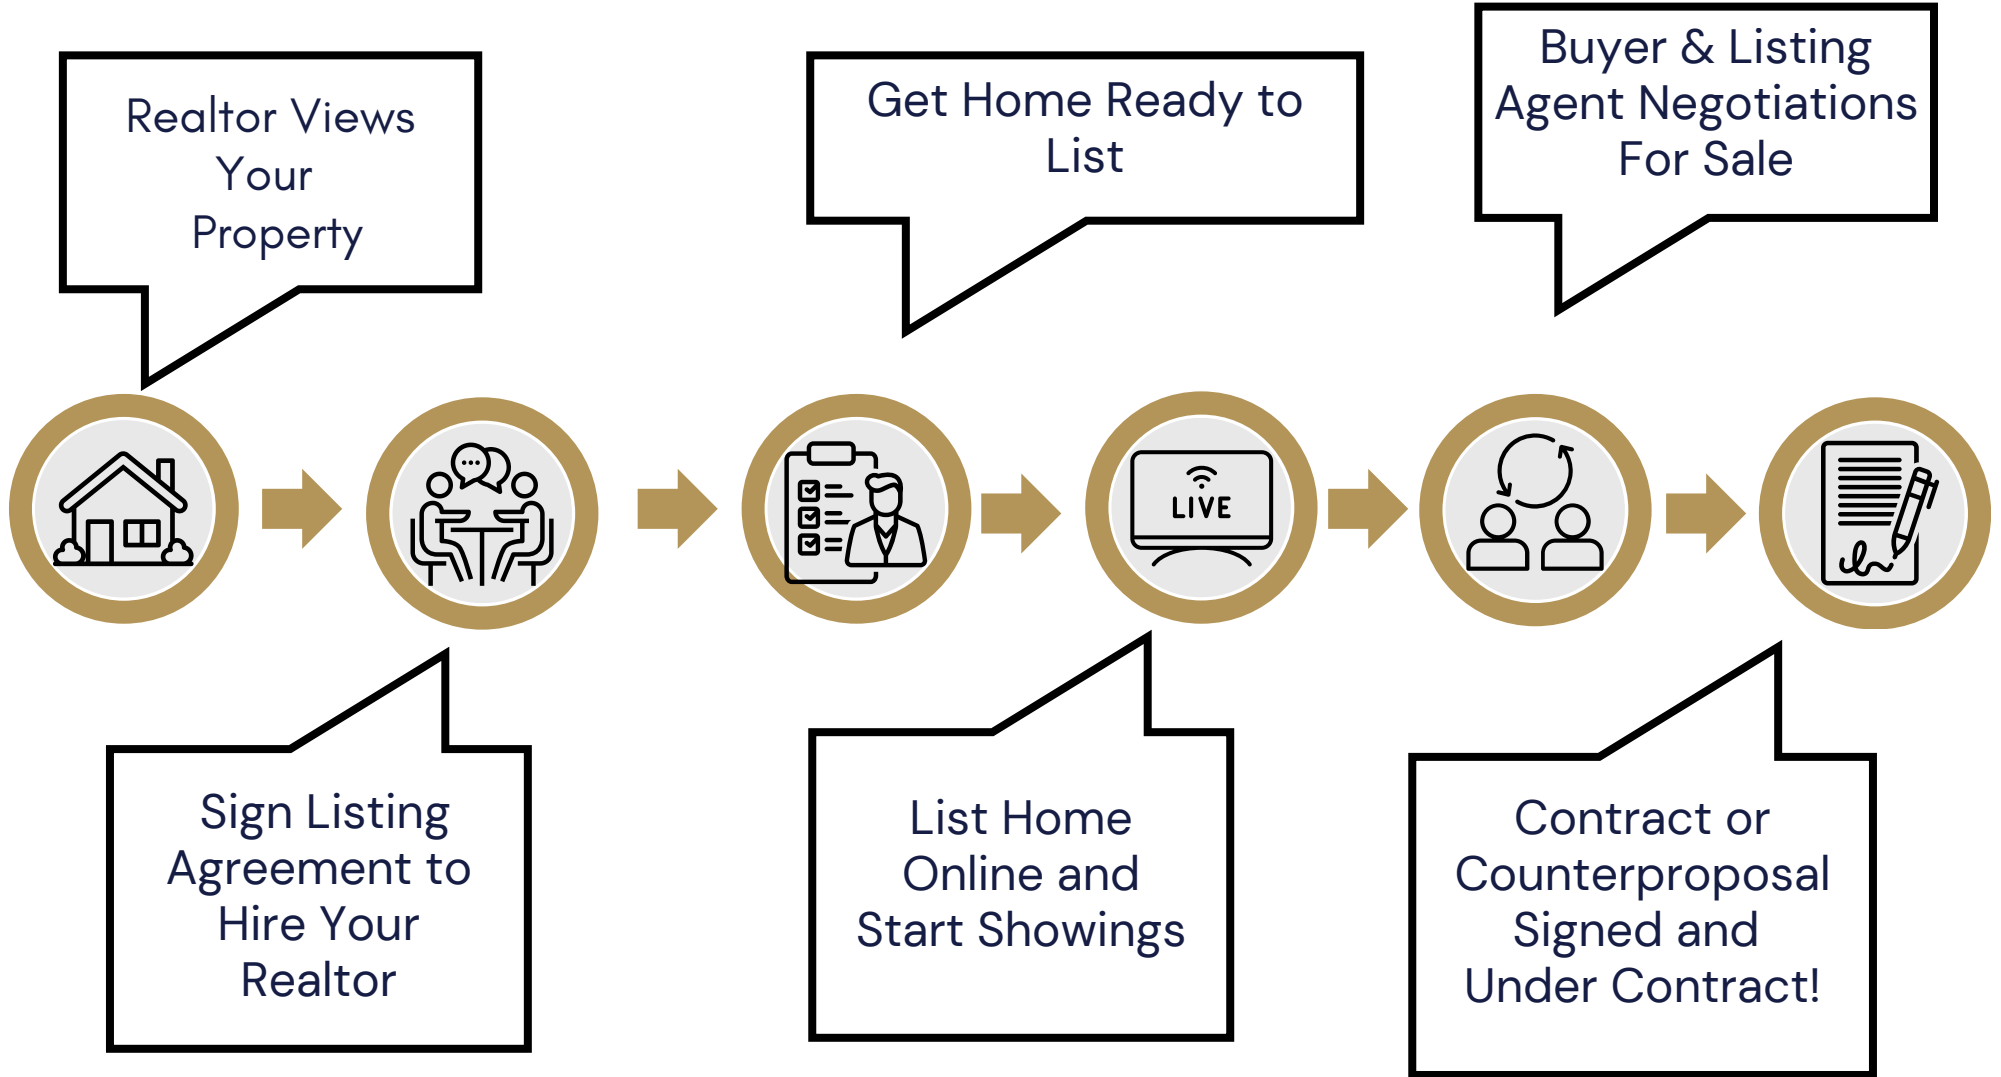 Realtor Views
Your
Property
Sign Listing
Agreement to
Hire Your
Realtor
Get Home Ready to
List
LIVE
List Home
Online and
Start Showings
Buyer & Listing
Agent Negotiations
For Sale
Contract or
Counterproposal
Signed and
Under Contract!